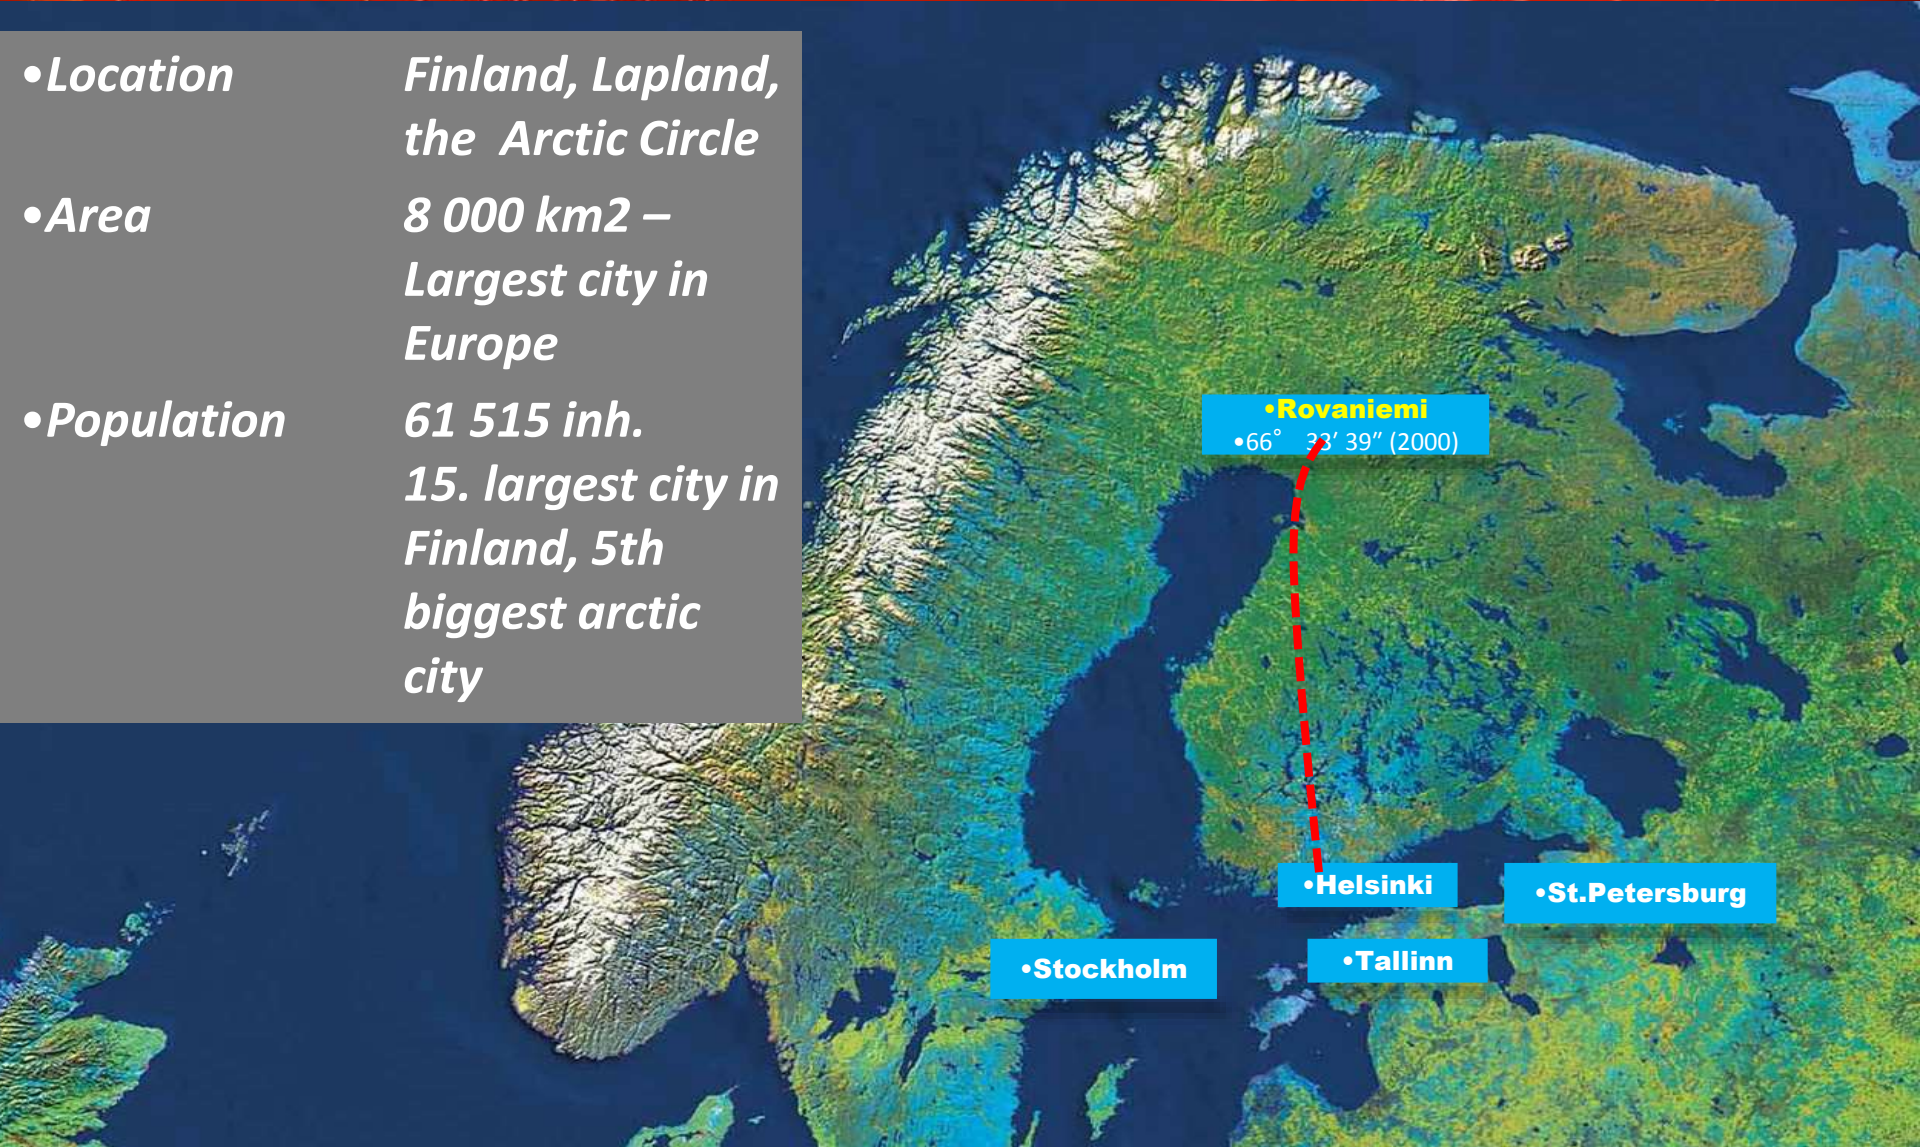 •Location Finland, Lapland,
the Arctic Circle
•Area 8 000 km2 –
Largest city in
Europe
•Population 61 515 inh.
15. largest city in
Finland, 5th
biggest arctic
city
•Rovaniemi
•66° 33′ 39″ (2000)
•Helsinki
•St.Petersburg
•Stockholm
•Tallinn